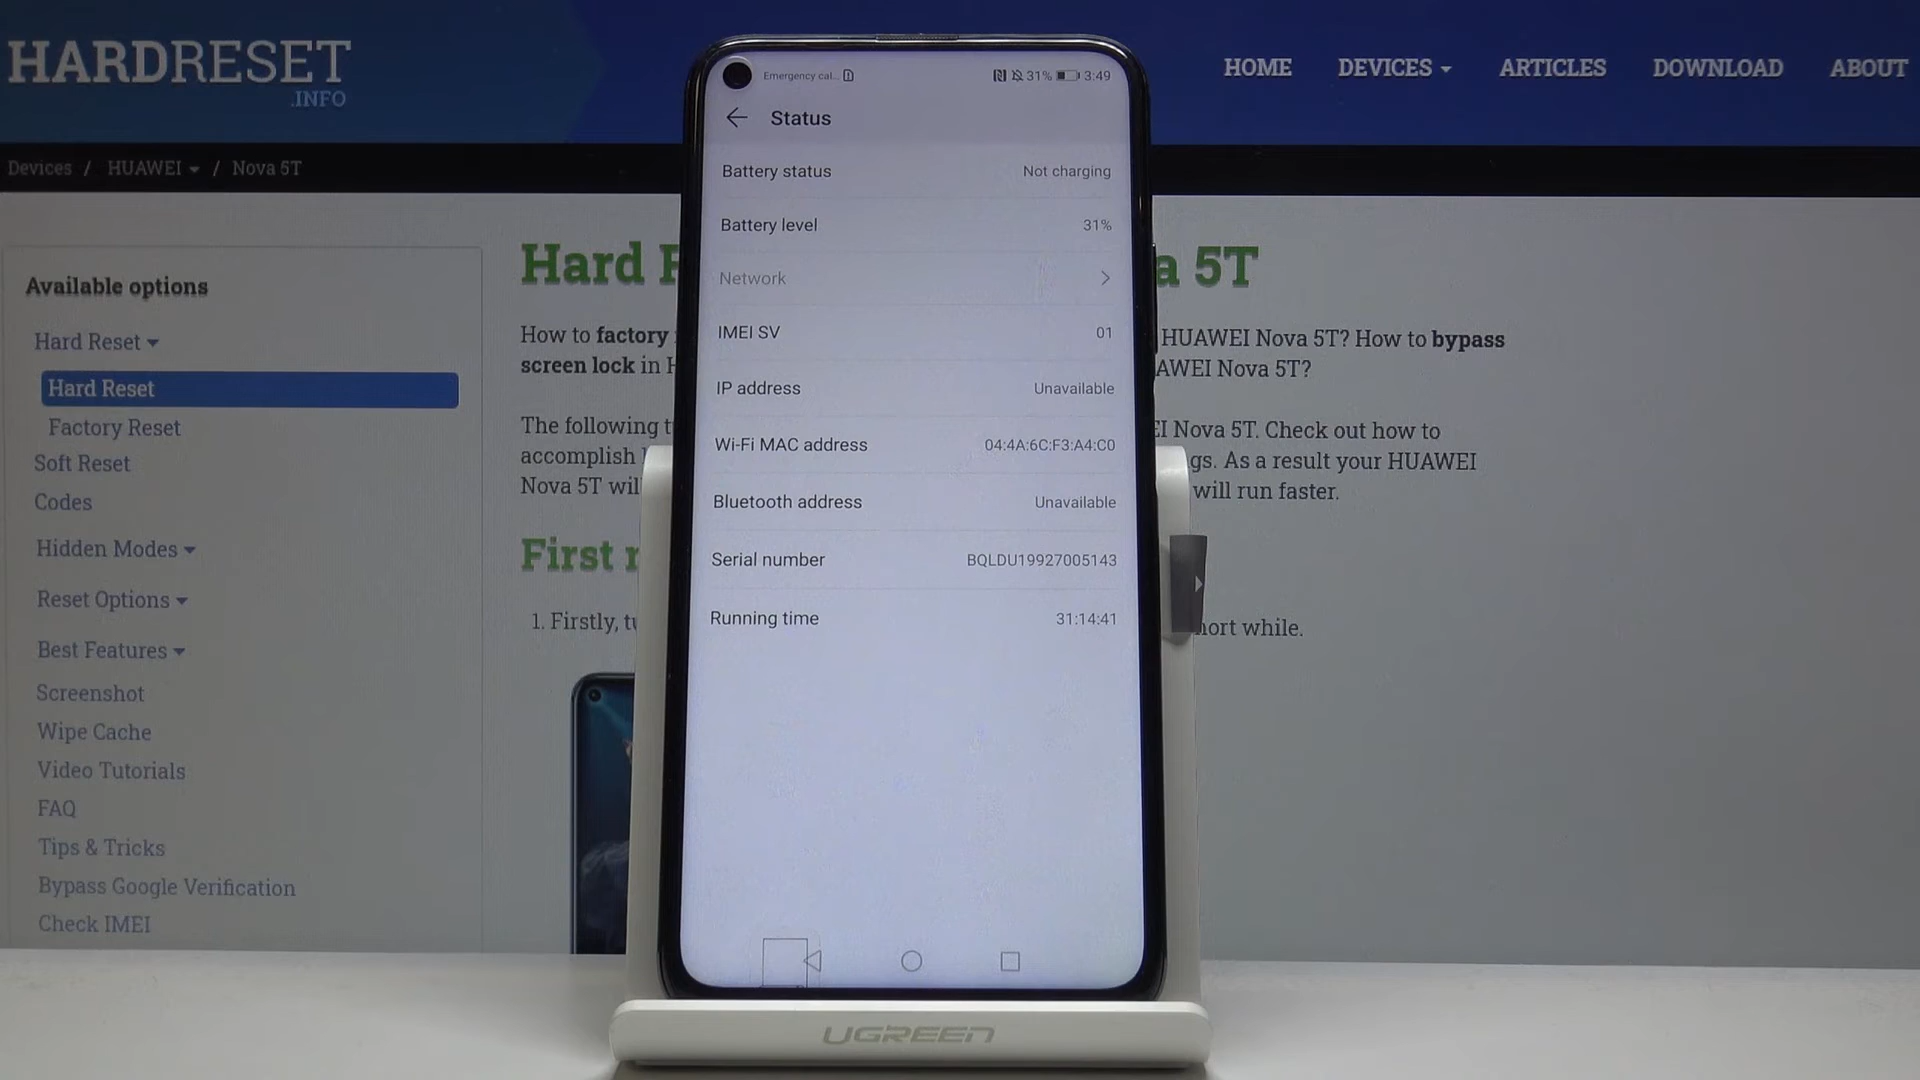 HARDRESET
.INFO
HOME DEVICES ARTICLES DOWNLOAD ABOUT
Devices / HUAWEI / Nova 5T
Available options
Hard Reset
Hard Reset
Factory Reset
Soft Reset
Codes
Hidden Modes
Reset Options
Best Features
Screenshot
Wipe Cache
Video Tutorials
FAQ
Tips & Tricks
Bypass Google Verification
Check IMEI
Hard
5T
How to factory
HUAWEI Nova 5T? How to bypass
screen lock in
Nova 5T?
The following
Nova 5T. Check out how to
accomplish
As a result your HUAWEI
Nova 5T
will run faster.
First
1. Firstly,
while.
Emergency cal...
31% 3:49
Status
Battery status Not charging
Battery level 31%
Network
IMEI SV 01
IP address Unavailable
Wi-Fi MAC address 04:4A:6C:F3:A4:C0
Bluetooth address Unavailable
Serial number BQLDU19927005143
Running time 31:14:41
UGREEN